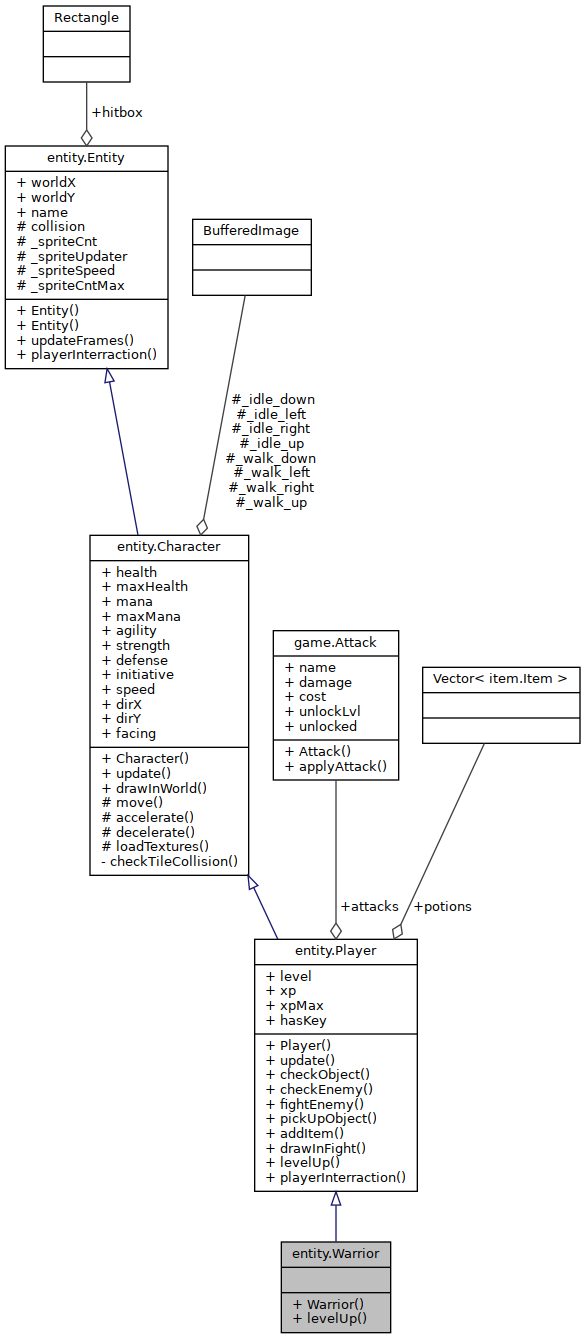 Rectangle
+hitbox
entity.Entity
+ worldX
+ worldY
+ name
# collision
# _spriteCnt
# _spriteUpdater
# _spriteSpeed
# _spriteCntMax
+ Entity()
+ Entity()
+ updateFrames()
+ playerInterraction()
BufferedImage
#_idle_down
#_idle_left
#_idle_right
#_idle_up
#_walk_down
#_walk_left
#_walk_right
#_walk_up
entity.Character
+ health
+ maxHealth
+ mana
+ maxMana
+ agility
+ strength
+ defense
+ initiative
+ speed
+ dirX
+ dirY
+ facing
+ Character()
+ update()
+ drawInWorld()
# move()
# accelerate()
# decelerate()
# loadTextures()
- checkTileCollision()
game.Attack
+ name
+ damage
+ cost
+ unlockLvl
+ unlocked
+ Attack()
+ applyAttack()
Vector< item.Item >
+attacks
+potions
entity.Player
+ level
+ xp
+ xpMax
+ hasKey
+ Player()
+ update()
+ checkObject()
+ checkEnemy()
+ fightEnemy()
+ pickUpObject()
+ addItem()
+ drawInFight()
+ levelUp()
+ playerInterraction()
entity.Warrior
+ Warrior()
+ levelUp()